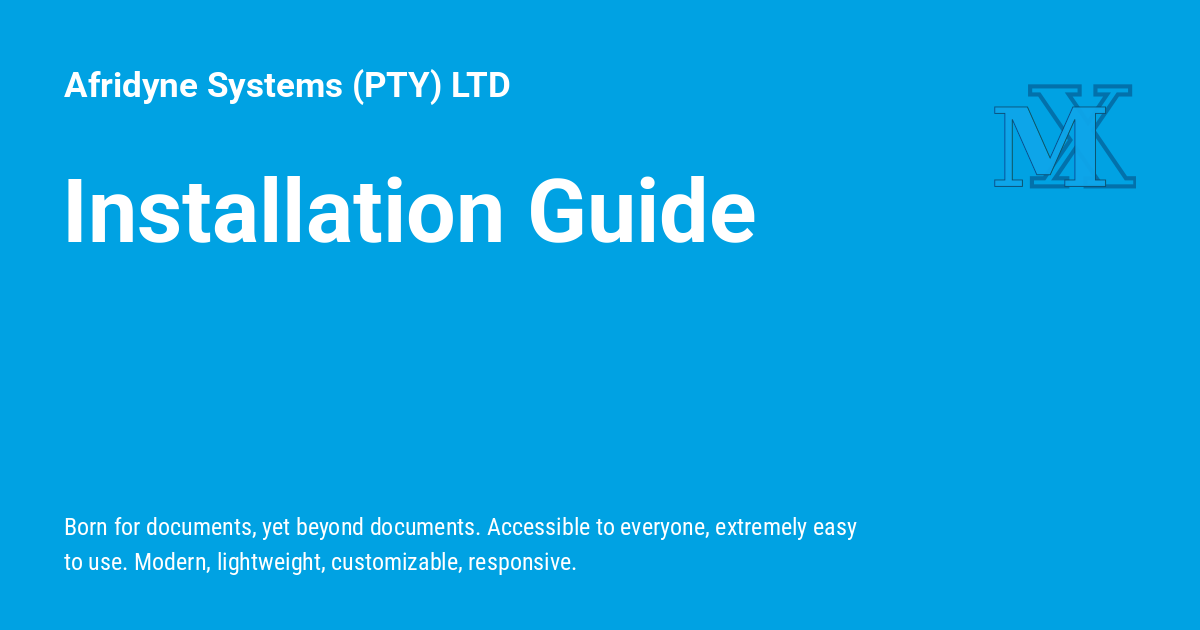 Afridyne Systems (PTY) LTD
MX
Installation Guide
Born for documents, yet beyond documents. Accessible to everyone, extremely easy
to use. Modern, lightweight, customizable, responsive.